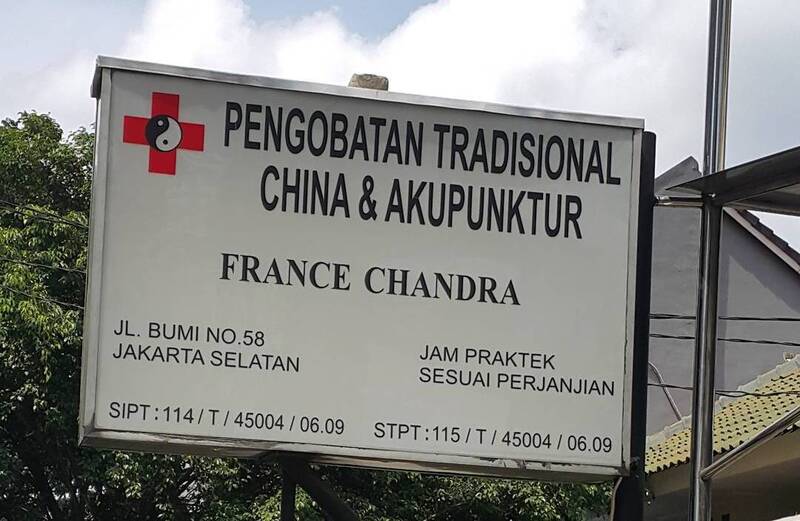 PENGOBATAN TRADISIONAL
CHINA & AKUPUNKTUR
FRANCE CHANDRA
JL. BUMI NO.58
JAKARTA SELATAN
JAM PRAKTEK
SESUAI PERJANJIAN
SIPT : 114 / T / 45004 / 06.09
STPT : 115 / T / 45004 / 06.09